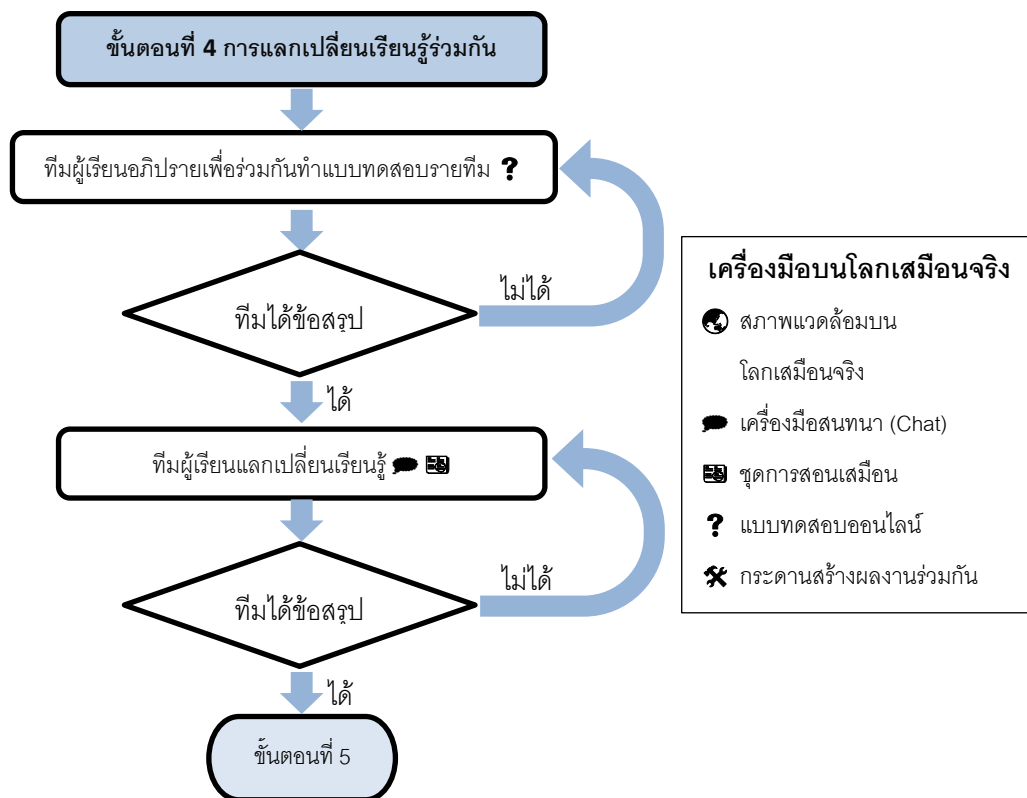 ขั้นตอนที่ 4 การแลกเปลี่ยนเรียนรู้ร่วมกัน
ทีมผู้เรียนอภิปรายเพื่อร่วมกันทำแบบทดสอบรายทีม ?
ไม่ได้
ทีมได้ข้อสรุป
ได้
ทีมผู้เรียนแลกเปลี่ยนเรียนรู้
ไม่ได้
ทีมได้ข้อสรุป
ได้
ขั้นตอนที่ 5
เครื่องมือบนโลกเสมือนจริง
สภาพแวดล้อมบน
โลกเสมือนจริง
เครื่องมือสนทนา (Chat)
ชุดการสอนเสมือน
? แบบทดสอบออนไลน์
กระดานสร้างผลงานร่วมกัน